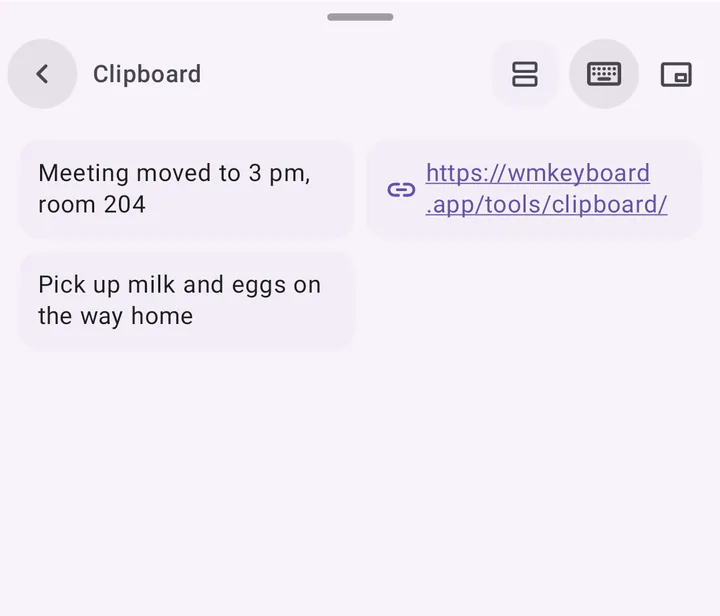 Clipboard
Meeting moved to 3 pm,
room 204
https://wmkeyboard
.app/tools/clipboard/
Pick up milk and eggs on
the way home